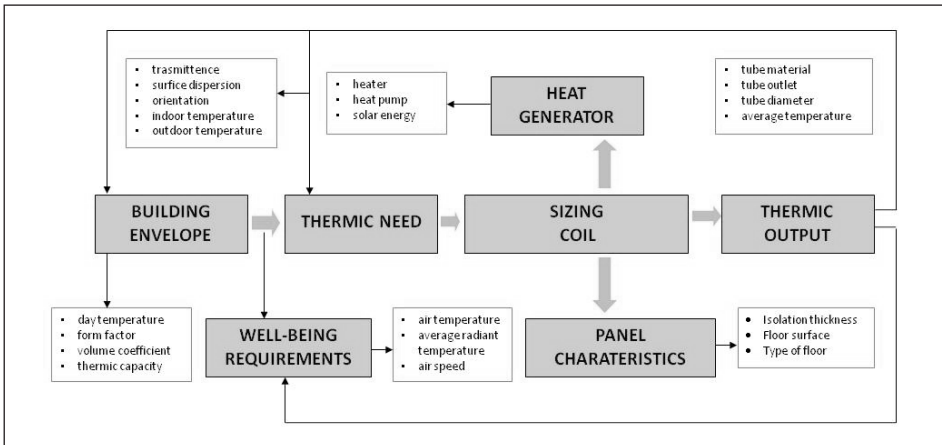 trasmittence
surfice dispersion
orientation
indoor temperature
outdoor temperature
heater
heat pump
solar energy
HEAT
GENERATOR
tube material
tube outlet
tube diameter
average temperature
BUILDING
ENVELOPE
THERMIC NEED
SIZING
COIL
THERMIC
OUTPUT
day temperature
form factor
volume coefficient
thermic capacity
WELL-BEING
REQUIREMENTS
air temperature
average radiant
temperature
air speed
PANEL
CHARATERISTICS
Isolation thickness
Floor surface
Type of floor